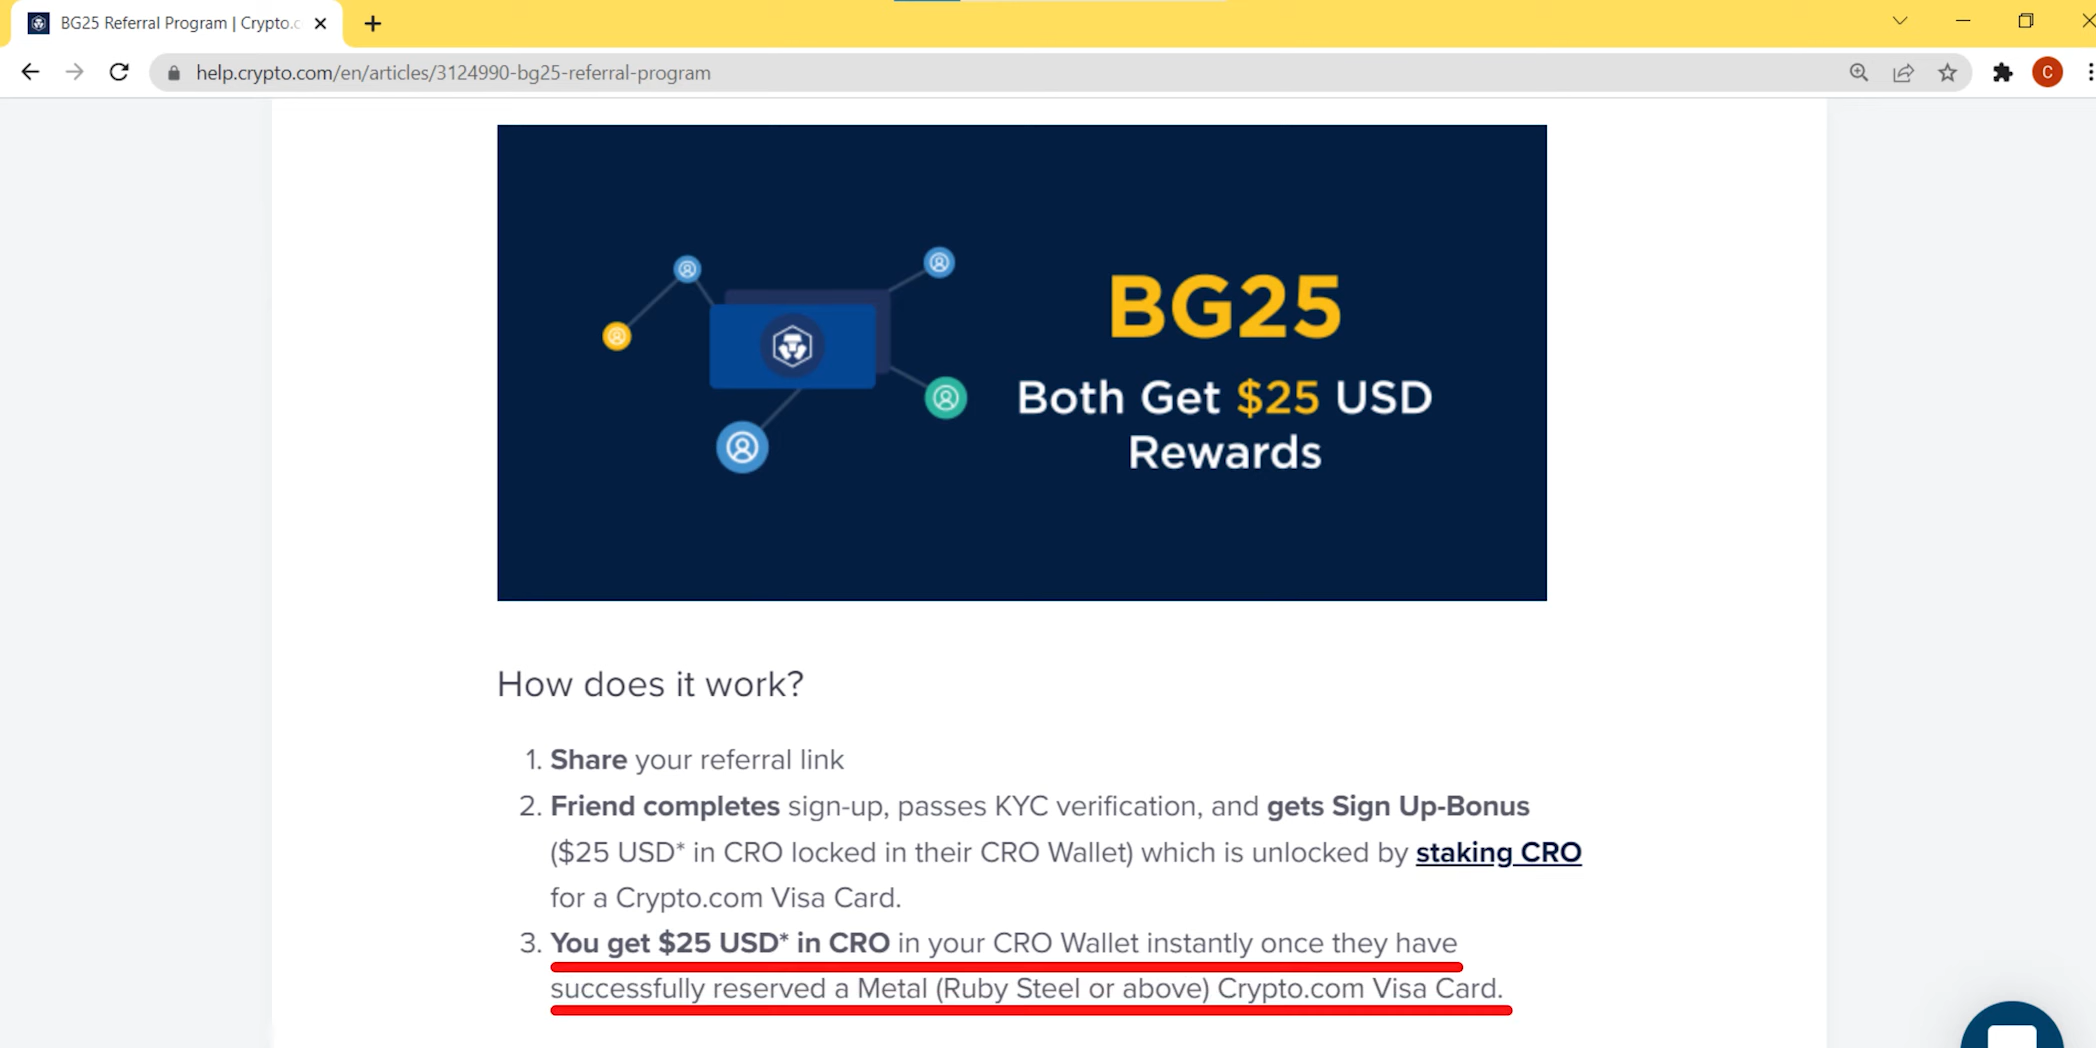 BG25 Referral Program | Crypto.c
help.crypto.com/en/articles/3124990-bg25-referral-program
C
BG25
Both Get $25 USD
Rewards
How does it work?
1. Share your referral link
2. Friend completes sign-up, passes KYC verification, and gets Sign Up-Bonus
($25 USD* in CRO locked in their CRO Wallet) which is unlocked by staking CRO
for a Crypto.com Visa Card.
3. You get $25 USD* in CRO in your CRO Wallet instantly once they have
successfully reserved a Metal (Ruby Steel or above) Crypto.com Visa Card.